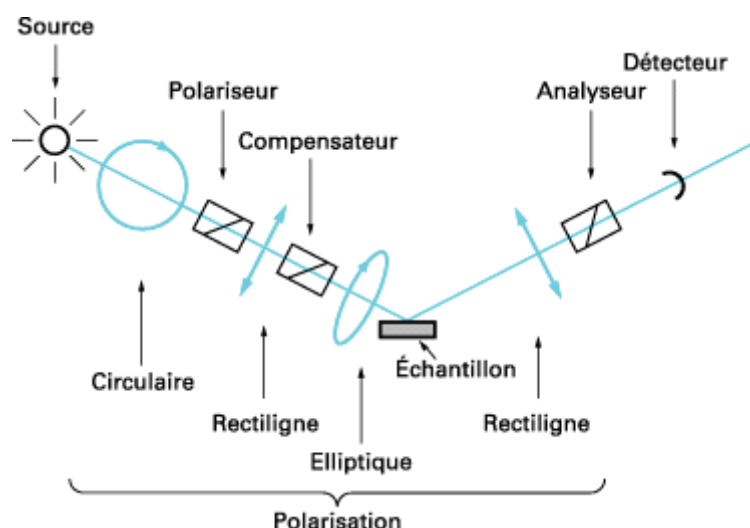 Source
Détecteur
Polariseur
Analyseur
Compensateur
Échantillon
Circulaire
Rectiligne
Rectiligne
Elliptique
Polarisation